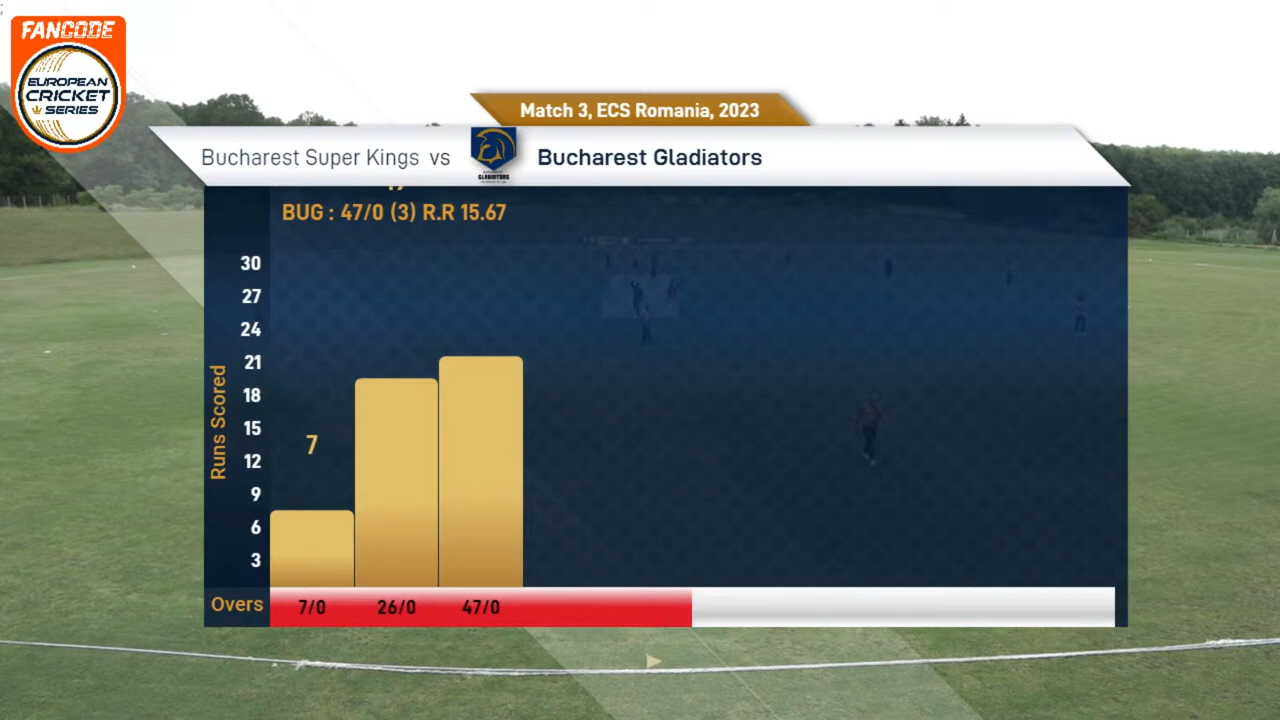 FANCODE
EUROPEAN
CRICKET
SERIES
Match 3, ECS Romania, 2023
Bucharest Super Kings vs Bucharest Gladiators
GLADIATORS
BUG : 47/0 (3) R.R 15.67
30
27
24
21
18
15
12
9
6
3
Runs Scored
7
Overs 7/0 26/0 47/0